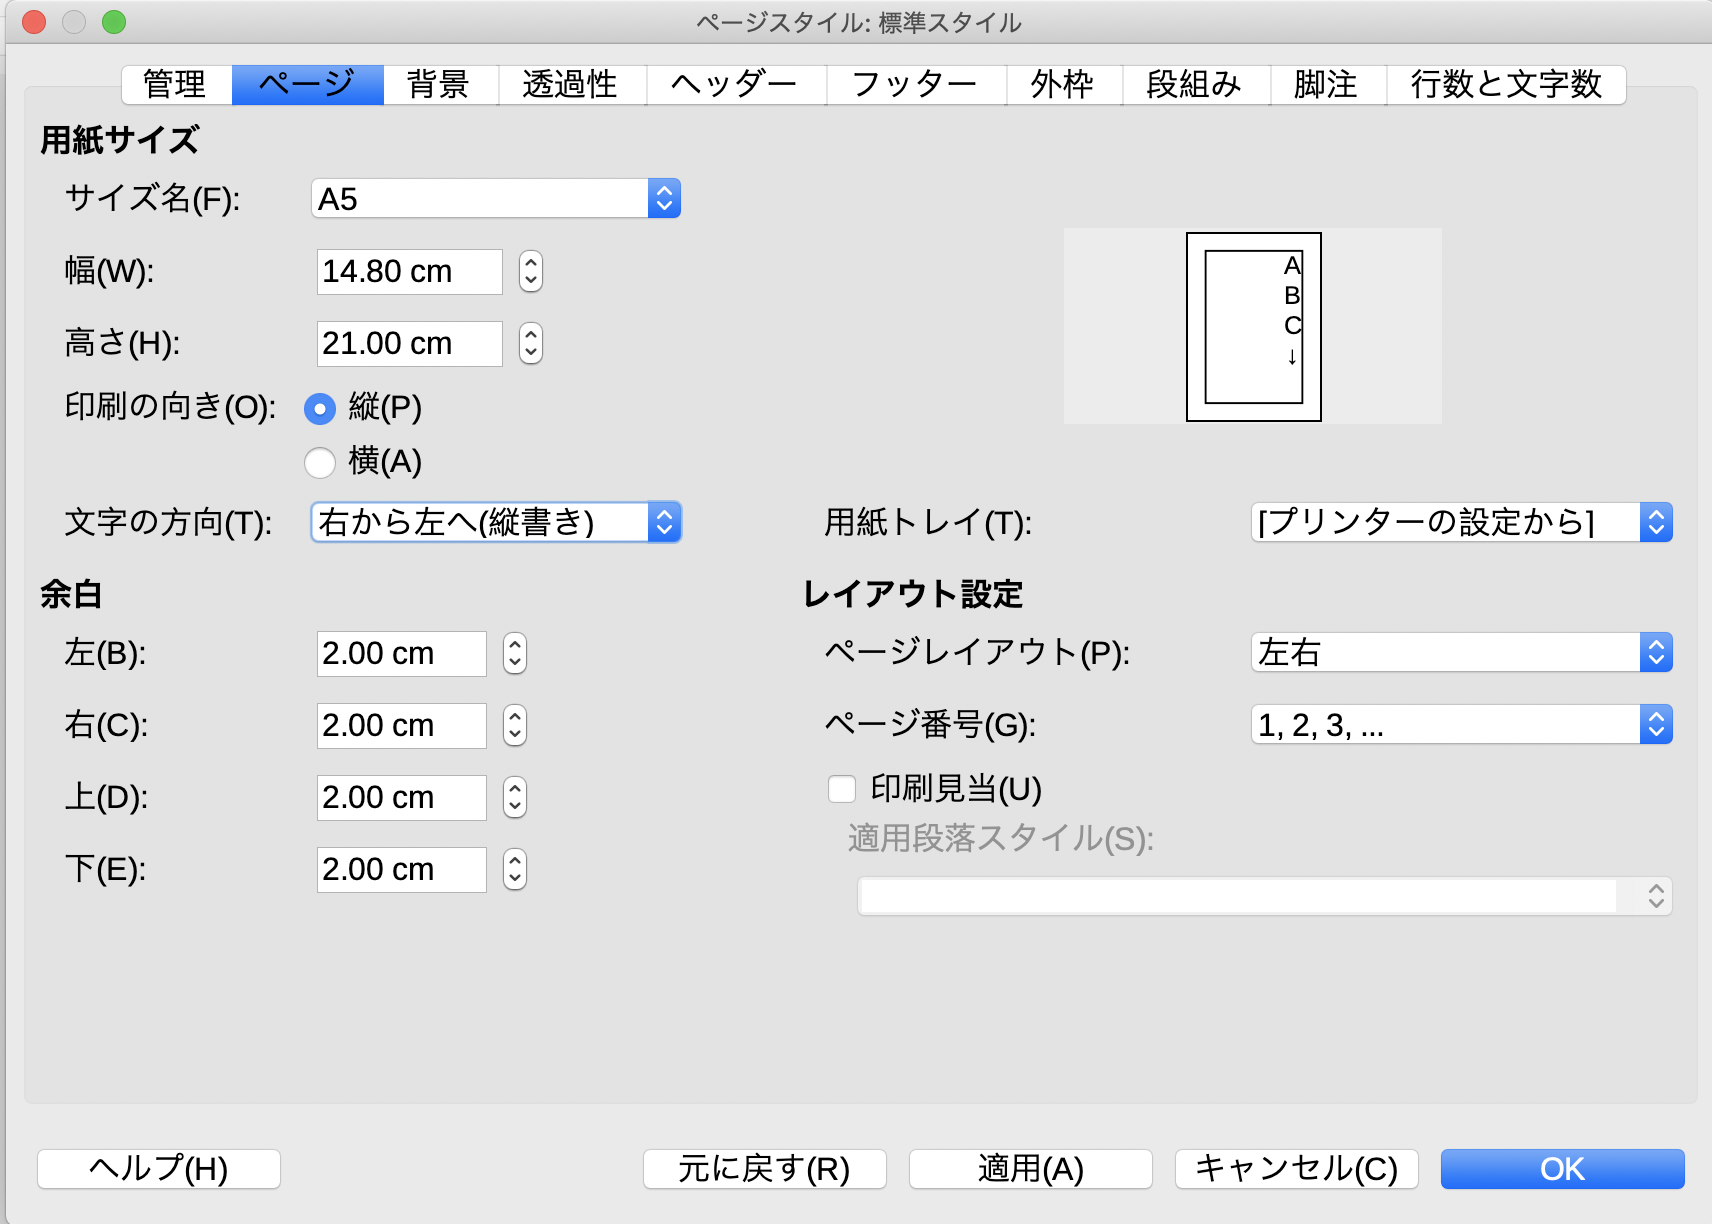 ページスタイル: 標準スタイル
管理 ページ 背景 透過性 ヘッダー フッター 外枠 段組み 脚注 行数と文字数
用紙サイズ
サイズ名(F): A5
幅(W): 14.80 cm
高さ(H): 21.00 cm
印刷の向き(O): 縦(P)
横(A)
A
B
C
↓
文字の方向(T): 右から左へ(縦書き)
用紙トレイ(T): [プリンターの設定から]
余白
左(B): 2.00 cm
右(C): 2.00 cm
上(D): 2.00 cm
下(E): 2.00 cm
レイアウト設定
ページレイアウト(P): 左右
ページ番号(G): 1, 2, 3, ...
印刷見当(U)
適用段落スタイル(S):
ヘルプ(H) 元に戻す(R) 適用(A) キャンセル(C) OK